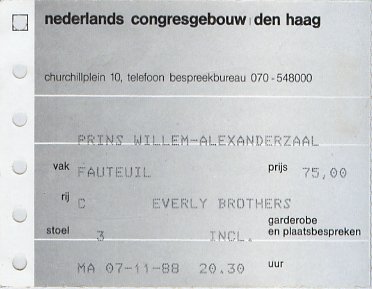 nederlands congresgebouw den haag
churchillplein 10, telefoon bespreekbureau 070-548000
PRINS WILLEM-ALEXANDERZAAL
vak FAUTEUIL prijs 75,00
rij C EVERLY BROTHERS
stoel 3 INCL. garderobe en plaatsbespreken
MA 07-11-88 20.30 uur